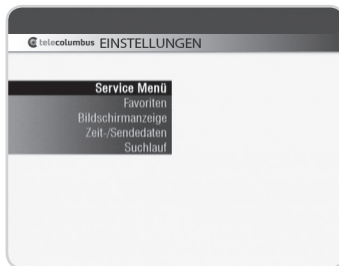 telecolumbus EINSTELLUNGEN
Service Menü
Favoriten
Bildschirmanzeige
Zeit-/Sendedaten
Suchlauf